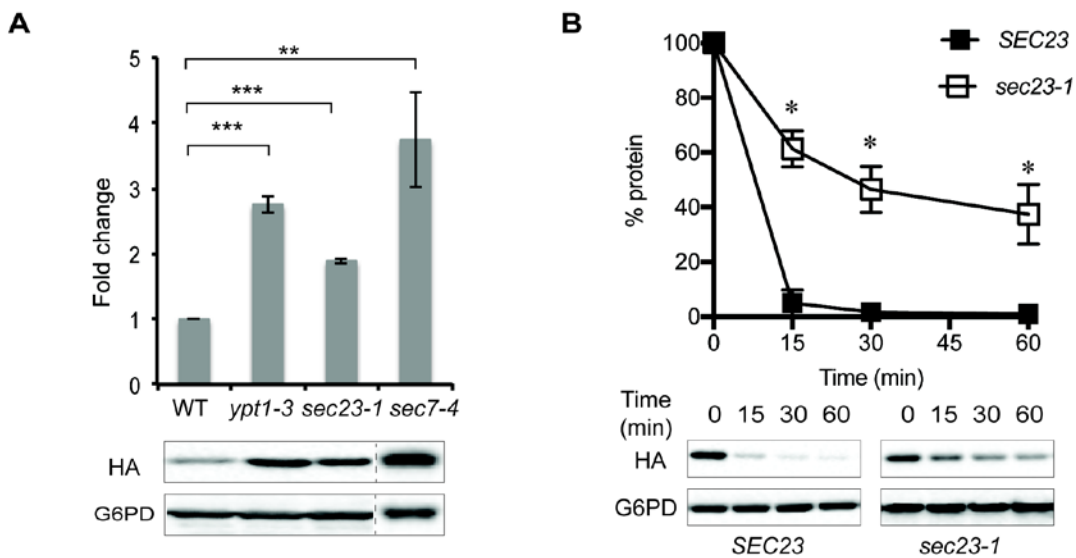 A
5
4
3
2
1
0
Fold change
**
***
***
WT ypt1-3 sec23-1 sec7-4
HA
G6PD
B
100
80
60
40
20
0
% protein
SEC23
sec23-1
*
*
*
0 15 30 45 60
Time (min)
Time (min) 0 15 30 60 0 15 30 60
HA
G6PD
SEC23 sec23-1